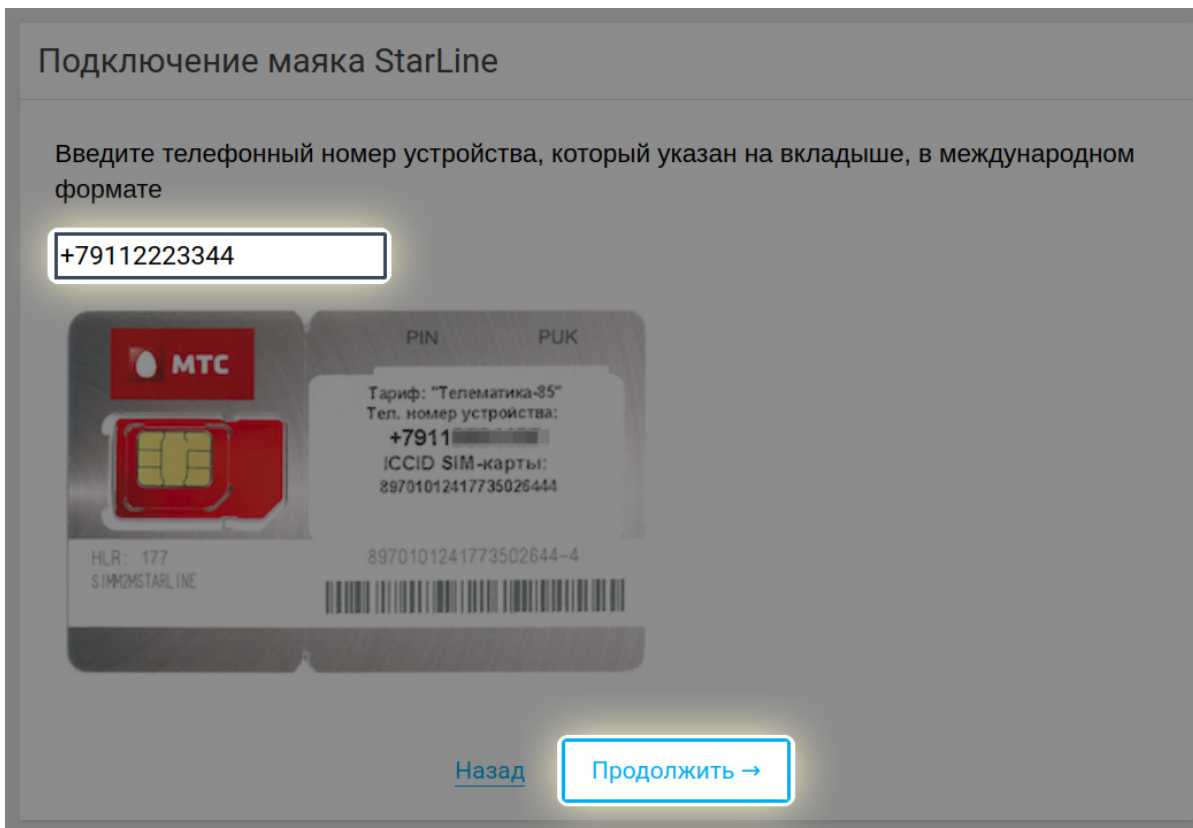 Подключение маяка StarLine
Введите телефонный номер устройства, который указан на вкладыше, в международном
формате
+79112223344
PIN PUK
МТС
Тариф: "Телематика-85"
Тел. номер устройства:
+7911
ICCID SIM-карты:
89701012417735026444
HLR: 177
SIMM2MSTARLINE
8970101241773502644-4
Назад
Продолжить →